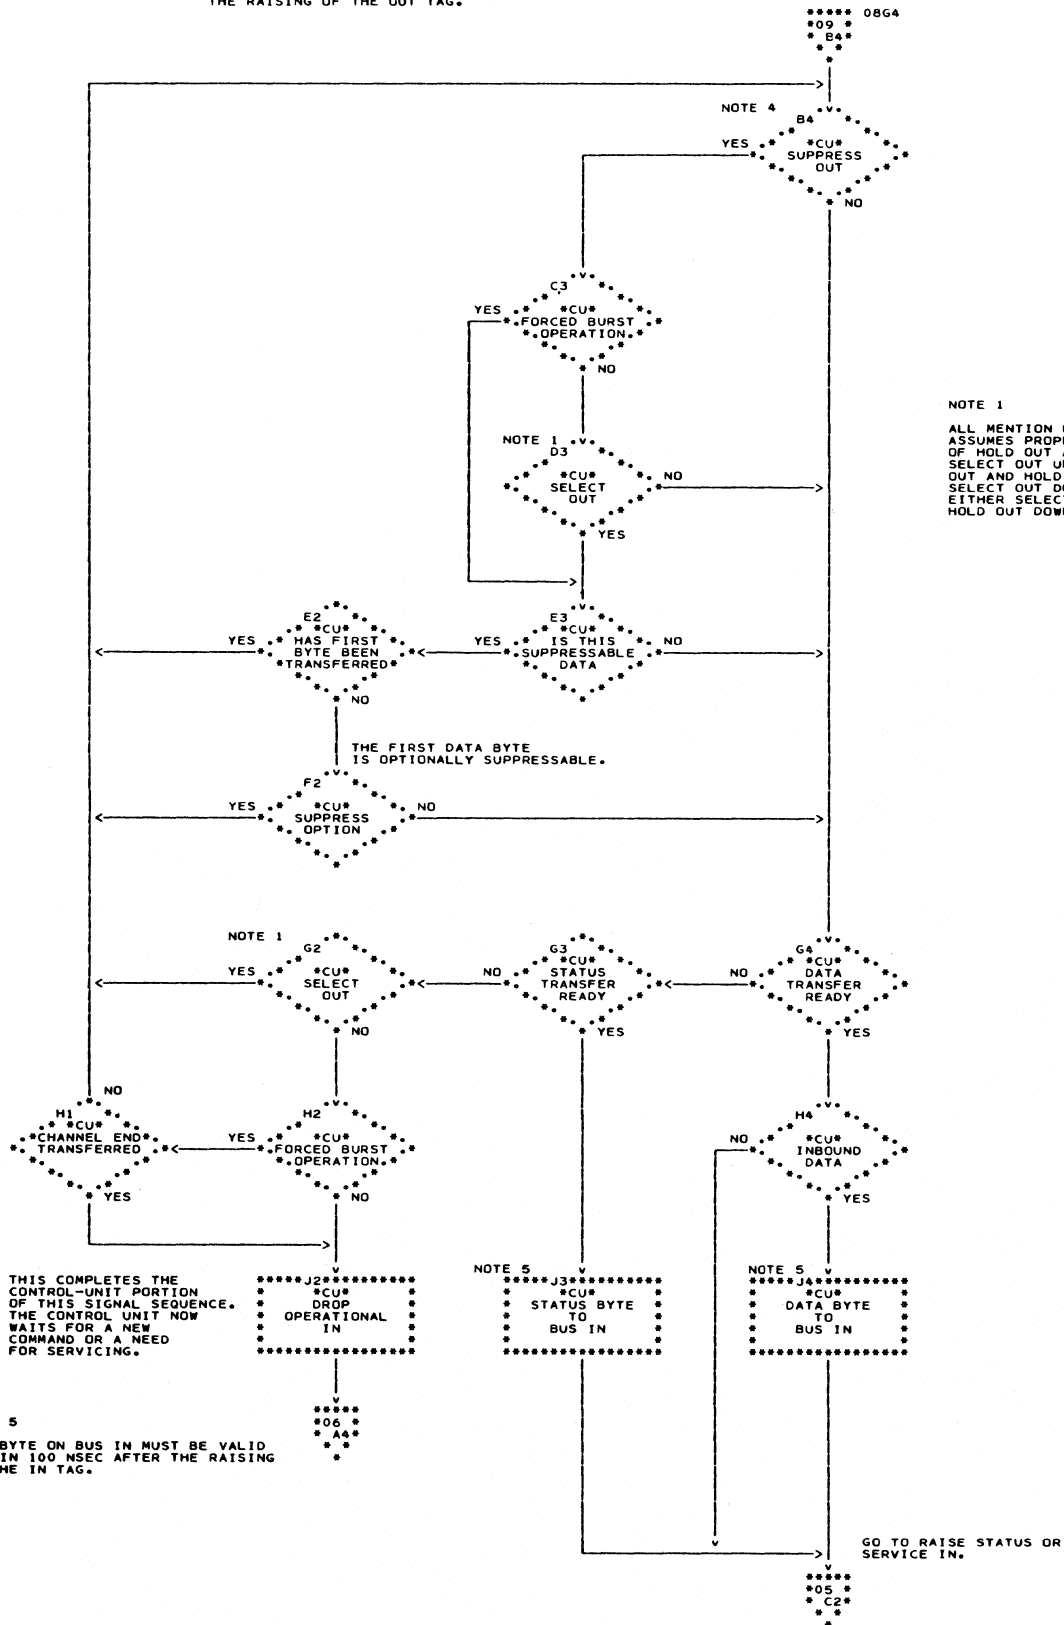 THE RAISING OF THE OUT TAG.
***** 08G4
*09 *
* B4*
* *
*
NOTE 4
B4
*CU*
SUPPRESS
OUT
YES
NO
C3
*CU*
FORCED BURST
OPERATION
YES
NO
NOTE 1
D3
*CU*
SELECT
OUT
NO
YES
NOTE 1
ALL MENTION
ASSUMES
OF HOLD OUT
SELECT OUT
OUT AND HOLD
SELECT OUT
EITHER
HOLD OUT
E2
*CU*
HAS FIRST
BYTE BEEN
*TRANSFERRED*
YES
NO
E3
*CU*
IS THIS
SUPPRESSABLE
DATA
YES
NO
THE FIRST DATA BYTE
IS OPTIONALLY SUPPRESSABLE.
F2
*CU*
SUPPRESS
OPTION
YES
NO
NOTE 1
G2
*CU*
SELECT
OUT
YES
NO
G3
*CU*
STATUS
TRANSFER
READY
NO
YES
G4
*CU*
DATA
TRANSFER
READY
NO
YES
NO
H1
*CU*
*CHANNEL END*
TRANSFERRED
YES
H2
*CU*
FORCED BURST
OPERATION
YES
NO
H4
*CU*
INBOUND
DATA
NO
YES
THIS COMPLETES THE
CONTROL-UNIT PORTION
OF THIS SIGNAL SEQUENCE.
THE CONTROL UNIT NOW
WAITS FOR A NEW
COMMAND OR A NEED
FOR SERVICING.
*****J2**********
*CU*
DROP
OPERATIONAL
IN
NOTE 5
*****J3**********
*CU*
STATUS BYTE
TO
BUS IN
NOTE 5
*****J4**********
*CU*
DATA BYTE
TO
BUS IN
*****
*06 *
* A4*
* *
*
5
BYTE ON BUS IN MUST BE VALID
IN 100 NSEC AFTER THE RAISING
HE IN TAG.
GO TO RAISE STATUS OR
SERVICE IN.
*****
*05 *
* C2*
* *
*